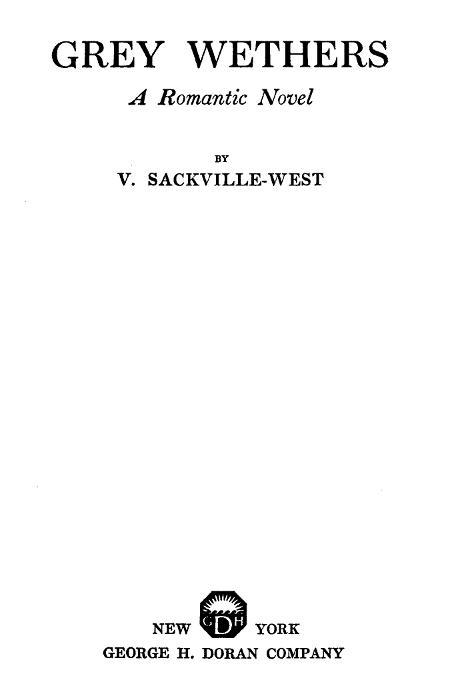 GREY WETHERS
A Romantic Novel
BY
V. SACKVILLE-WEST
GDH
NEW YORK
GEORGE H. DORAN COMPANY